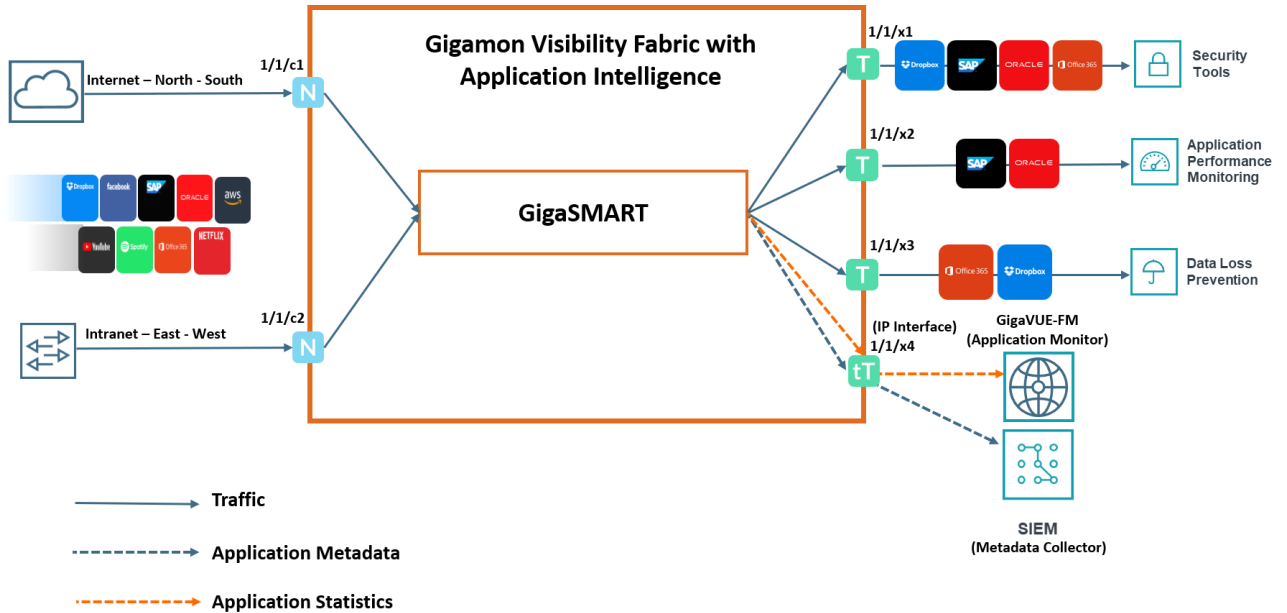 Gigamon Visibility Fabric with
Application Intelligence
Internet – North - South
1/1/c1
N
Dropbox
facebook
SAP
ORACLE
aws
YouTube
Spotify
Office 365
NETFLIX
Intranet – East - West
1/1/c2
N
GigaSMART
1/1/x1
T
Dropbox
SAP
ORACLE
Office 365
Security
Tools
1/1/x2
T
SAP
ORACLE
Application
Performance
Monitoring
1/1/x3
T
Office 365
Dropbox
Data Loss
Prevention
(IP Interface)
1/1/x4
tT
GigaVUE-FM
(Application Monitor)
SIEM
(Metadata Collector)
Traffic
Application Metadata
Application Statistics